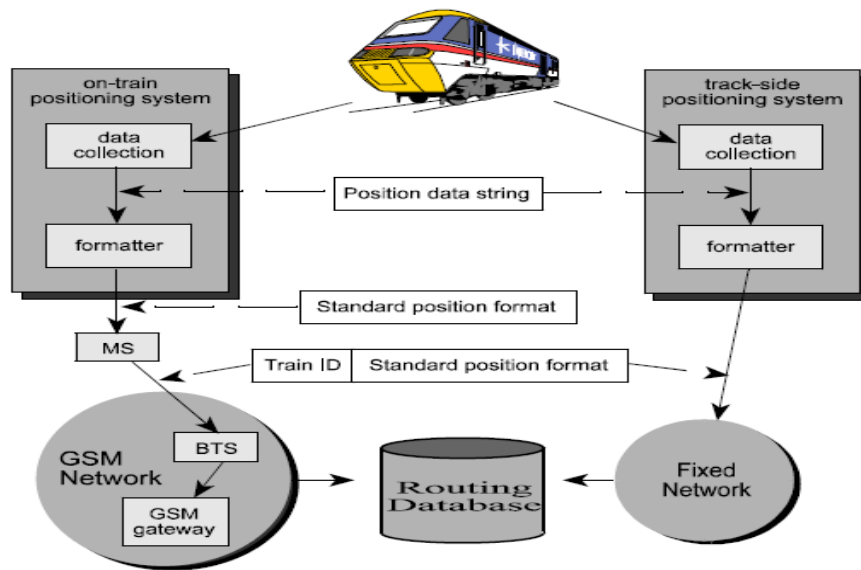 on-train
positioning system
data
collection
formatter
track-side
positioning system
data
collection
formatter
Position data string
Standard position format
MS
Train ID Standard position format
GSM
Network
BTS
GSM
gateway
Routing
Database
Fixed
Network